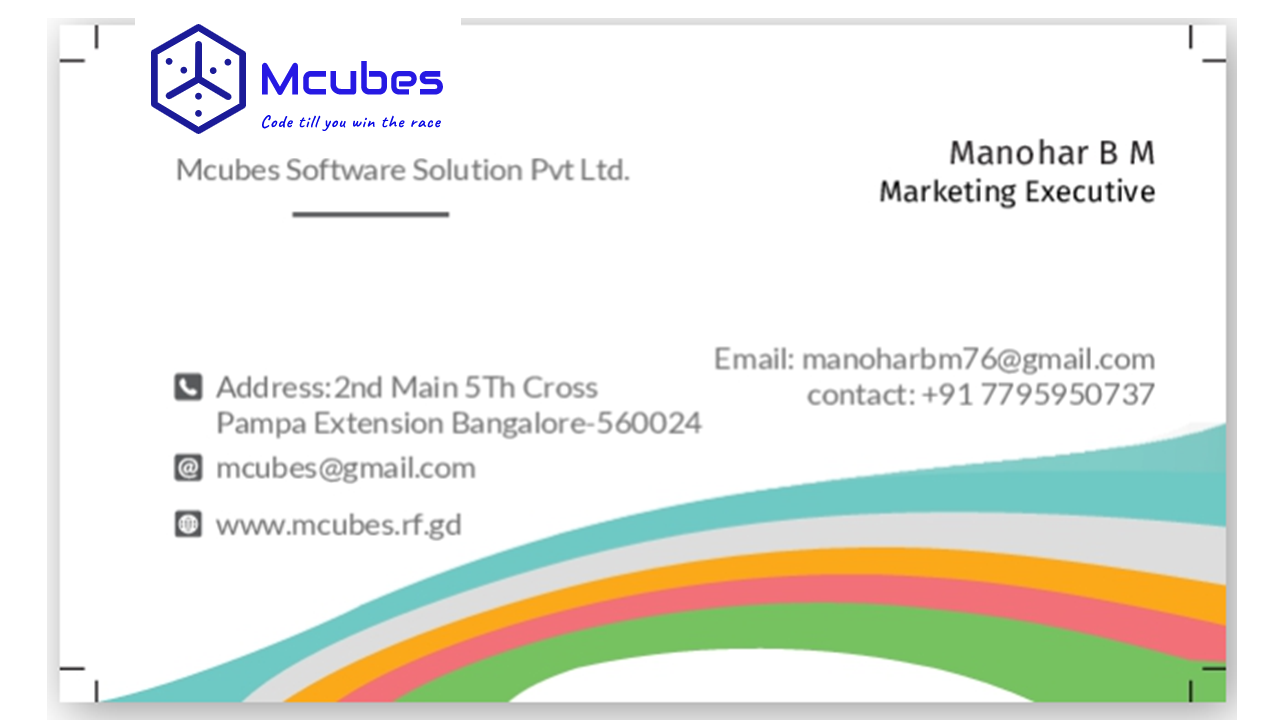 Mcubes
Code till you win the race
Mcubes Software Solution Pvt Ltd.
Manohar B M
Marketing Executive
Email: manoharbm76@gmail.com
contact: +91 7795950737
Address:2nd Main 5Th Cross
Pampa Extension Bangalore-560024
mcubes@gmail.com
www.mcubes.rf.gd